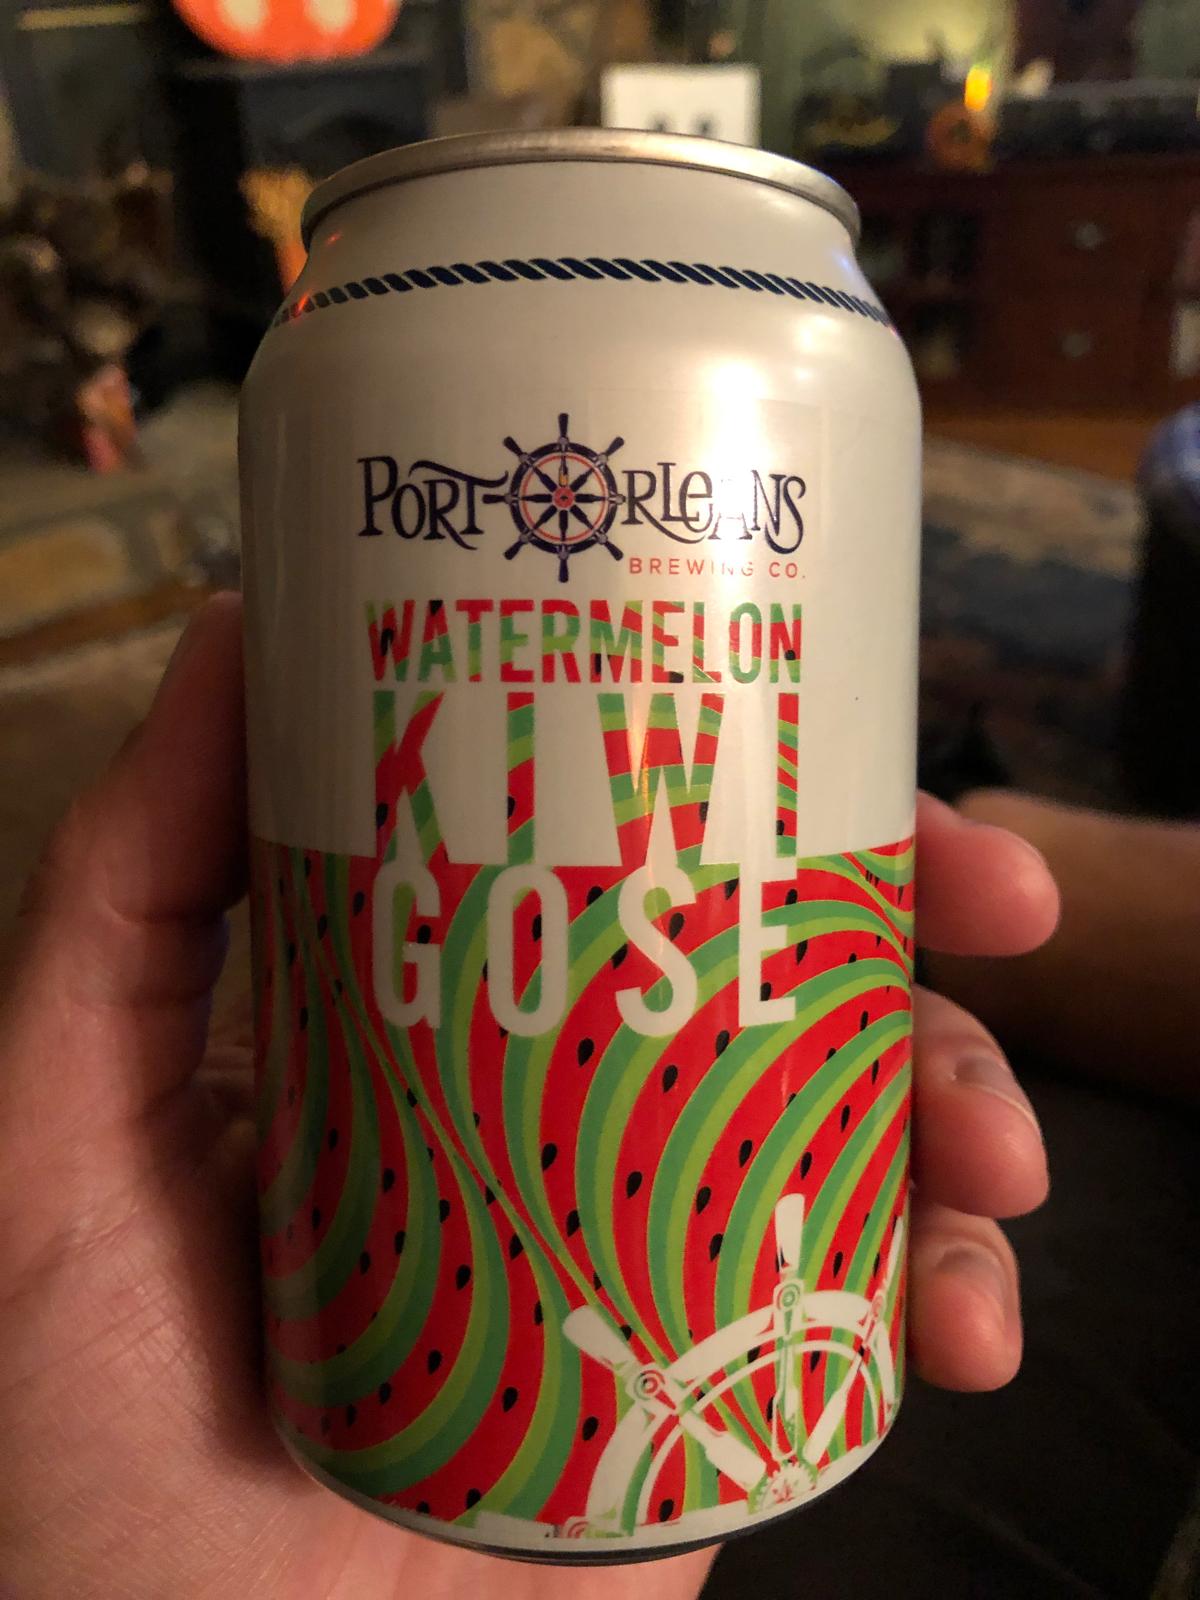 PORT ORLEANS
BREWING CO.
WATERMELON
KIWI
GOSE